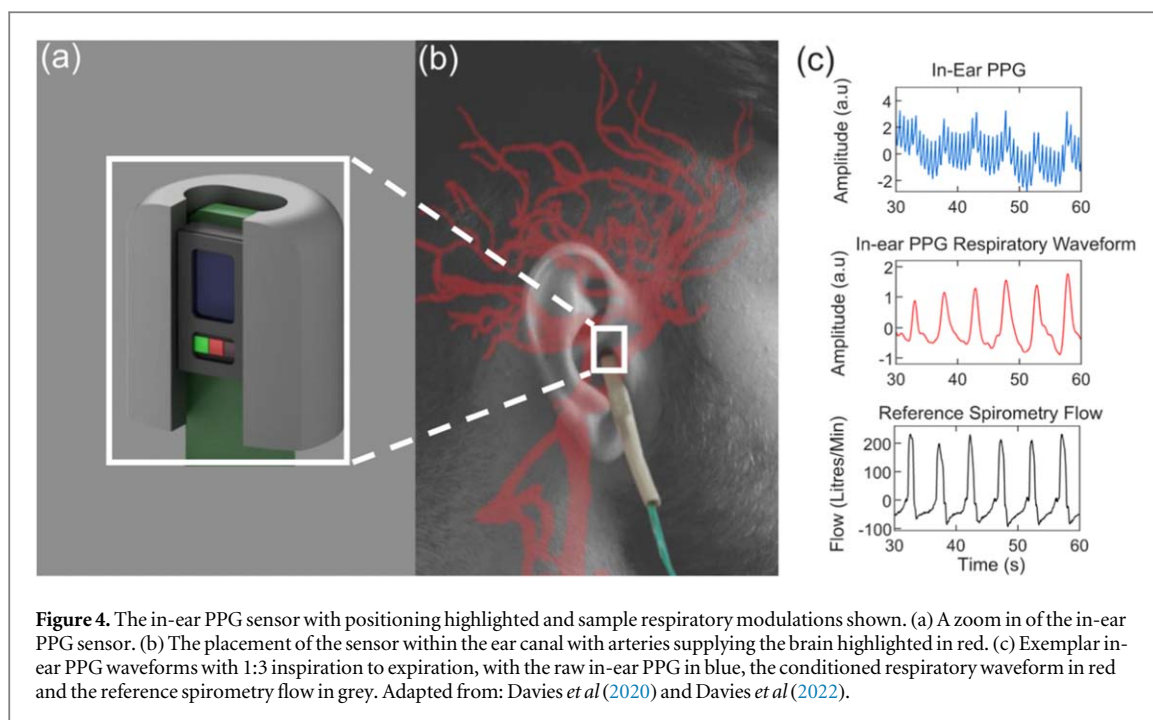 (a)
(b)
(c)
In-Ear PPG
Amplitude (a.u)
4
2
0
-2
30 40 50 60
In-ear PPG Respiratory Waveform
Amplitude (a.u)
2
1
0
-1
30 40 50 60
Reference Spirometry Flow
Flow (Litres/Min)
200
100
0
-100
30 40 50 60
Time (s)
Figure 4. The in-ear PPG sensor with positioning highlighted and sample respiratory modulations shown. (a) A zoom in of the in-ear
PPG sensor. (b) The placement of the sensor within the ear canal with arteries supplying the brain highlighted in red. (c) Exemplar in-
ear PPG waveforms with 1:3 inspiration to expiration, with the raw in-ear PPG in blue, the conditioned respiratory waveform in red
and the reference spirometry flow in grey. Adapted from: Davies et al (2020) and Davies et al (2022).